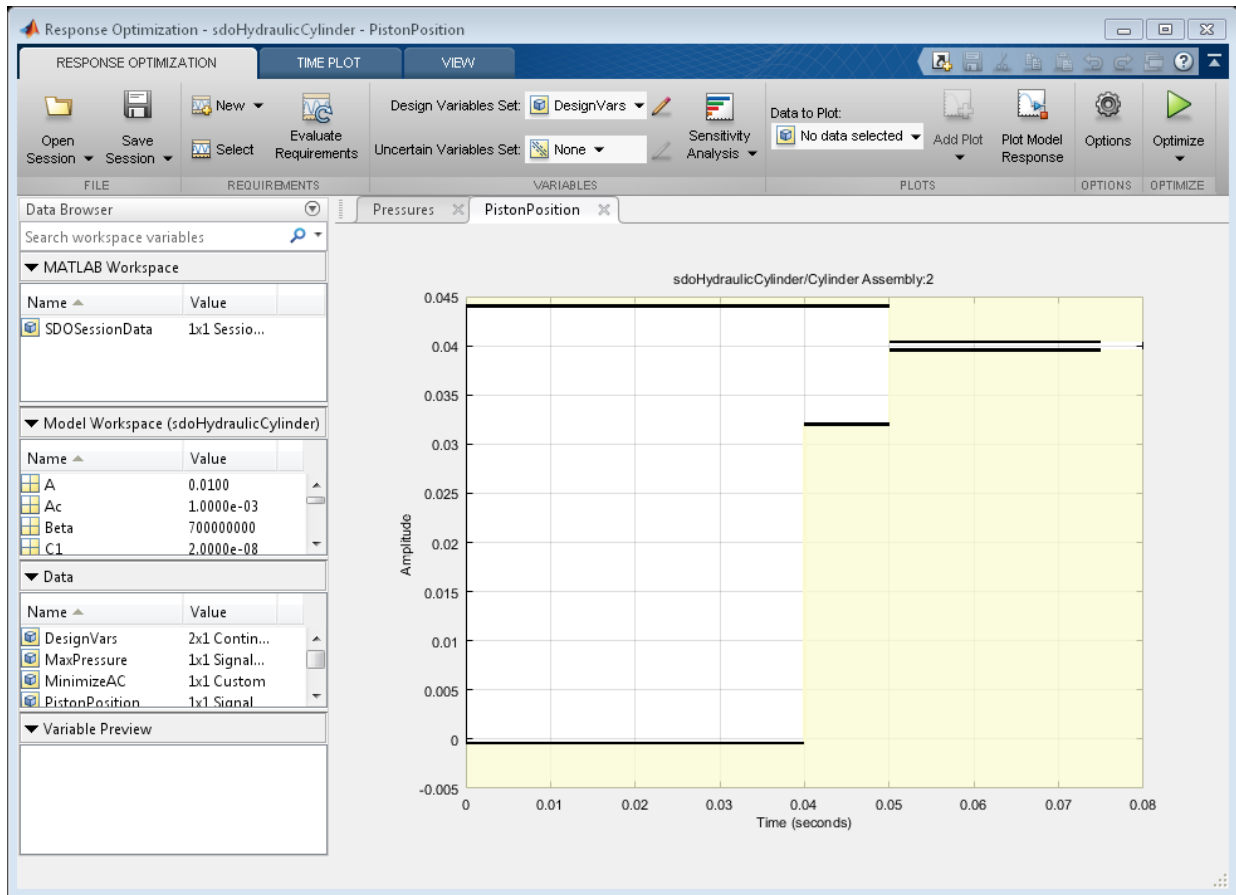 Response Optimization - sdoHydraulicCylinder - PistonPosition
RESPONSE OPTIMIZATION TIME PLOT VIEW
New Design Variables Set: DesignVars Data to Plot:
Open Session Save Session Select Evaluate Requirements Uncertain Variables Set: None Sensitivity Analysis No data selected Add Plot Plot Model Response Options Optimize
FILE REQUIREMENTS VARIABLES PLOTS OPTIONS OPTIMIZE
Data Browser
Search workspace variables
MATLAB Workspace
Name Value
SDOSessionData 1x1 Sessio...
Model Workspace (sdoHydraulicCylinder)
Name Value
A 0.0100
Ac 1.0000e-03
Beta 700000000
C1 2.0000e-08
Data
Name Value
DesignVars 2x1 Contin...
MaxPressure 1x1 Signal...
MinimizeAC 1x1 Custom
PistonPosition 1x1 Signal
Variable Preview
Pressures PistonPosition
sdoHydraulicCylinder/Cylinder Assembly:2
Amplitude
0.045
0.04
0.035
0.03
0.025
0.02
0.015
0.01
0.005
0
-0.005
0 0.01 0.02 0.03 0.04 0.05 0.06 0.07 0.08
Time (seconds)